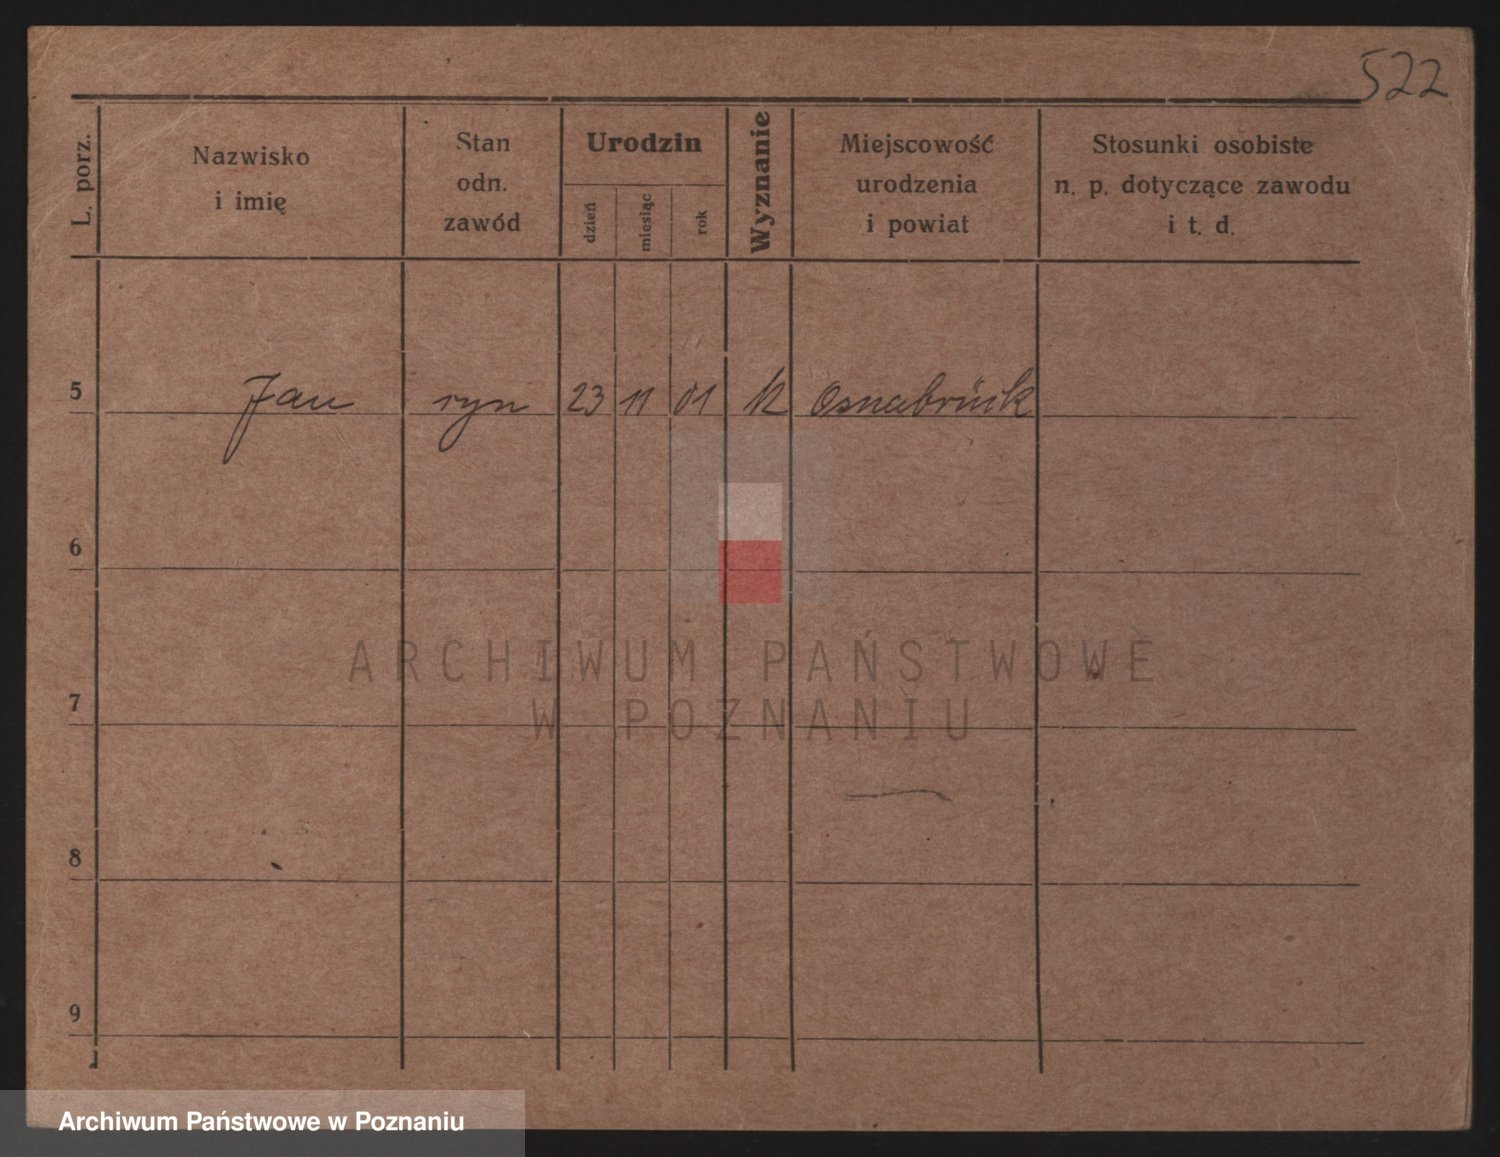 522
L. porz.
Nazwisko
i imię
Stan
odn.
zawód
Urodzin
dzień
miesiąc
rok
Wyznanie
Miejscowość
urodzenia
i powiat
Stosunki osobiste
n. p. dotyczące zawodu
i t. d.
5 Jan syn 23 11 01 k Osnabrück
6
7
8
9
ARCHIWUM PAŃSTWOWE
W POZNANIU
Archiwum Państwowe w Poznaniu